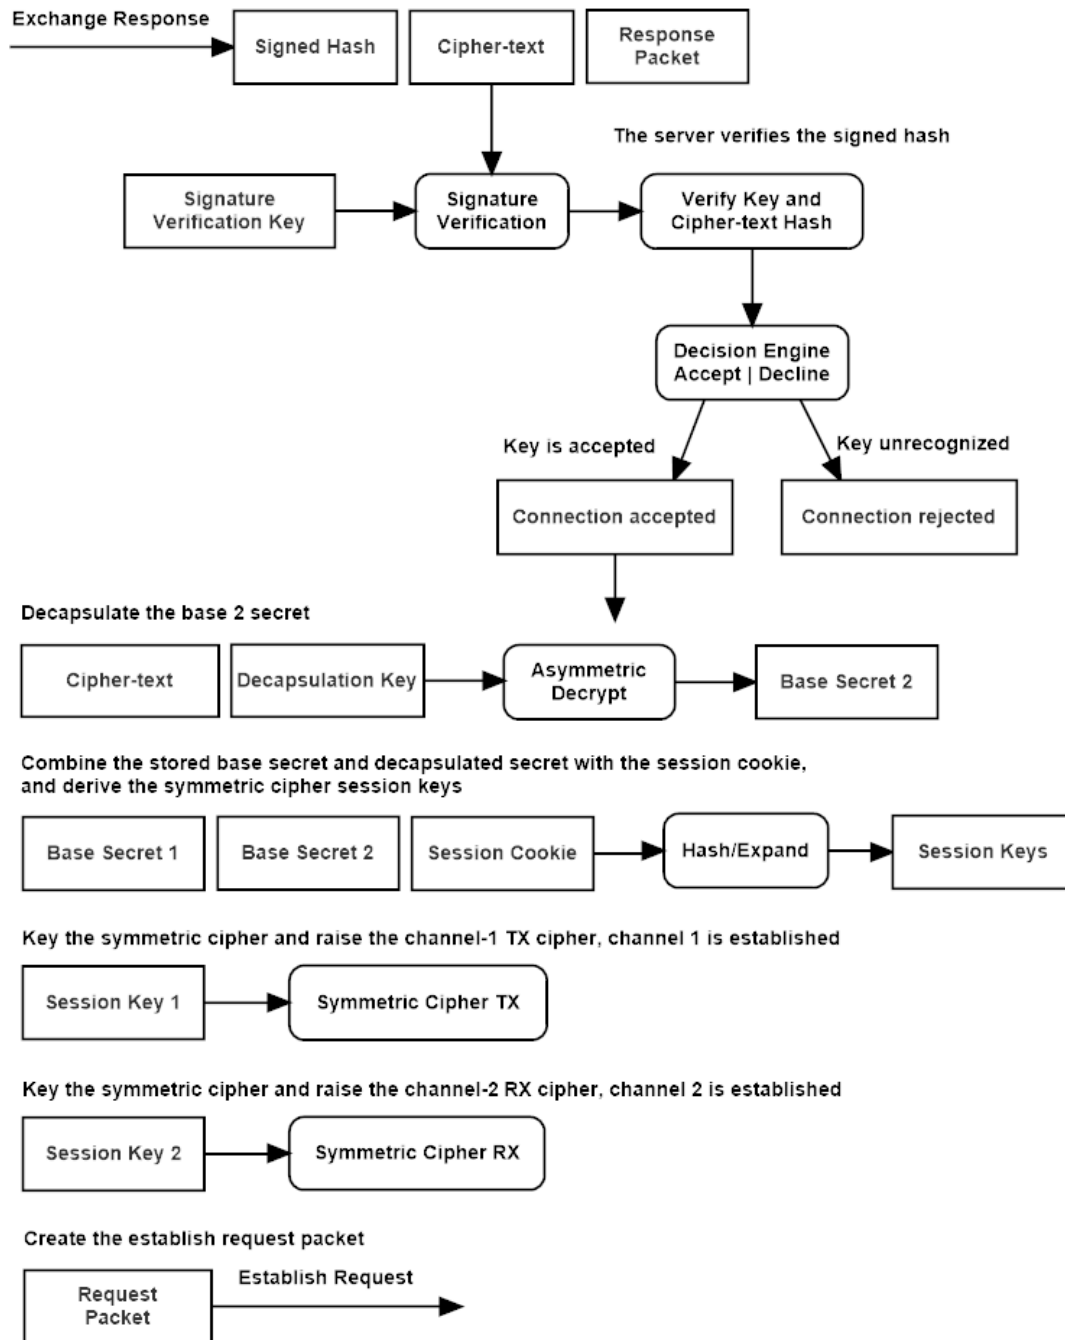 Exchange Response
Signed Hash
Cipher-text
Response
Packet
The server verifies the signed hash
Signature
Verification Key
Signature
Verification
Verify Key and
Cipher-text Hash
Decision Engine
Accept | Decline
Key is accepted
Key unrecognized
Connection accepted
Connection rejected
Decapsulate the base 2 secret
Cipher-text
Decapsulation Key
Asymmetric
Decrypt
Base Secret 2
Combine the stored base secret and decapsulated secret with the session cookie,
and derive the symmetric cipher session keys
Base Secret 1
Base Secret 2
Session Cookie
Hash/Expand
Session Keys
Key the symmetric cipher and raise the channel-1 TX cipher, channel 1 is established
Session Key 1
Symmetric Cipher TX
Key the symmetric cipher and raise the channel-2 RX cipher, channel 2 is established
Session Key 2
Symmetric Cipher RX
Create the establish request packet
Request
Packet
Establish Request